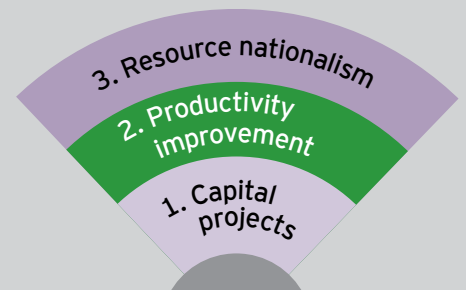 3. Resource nationalism
2. Productivity
improvement
1. Capital
projects